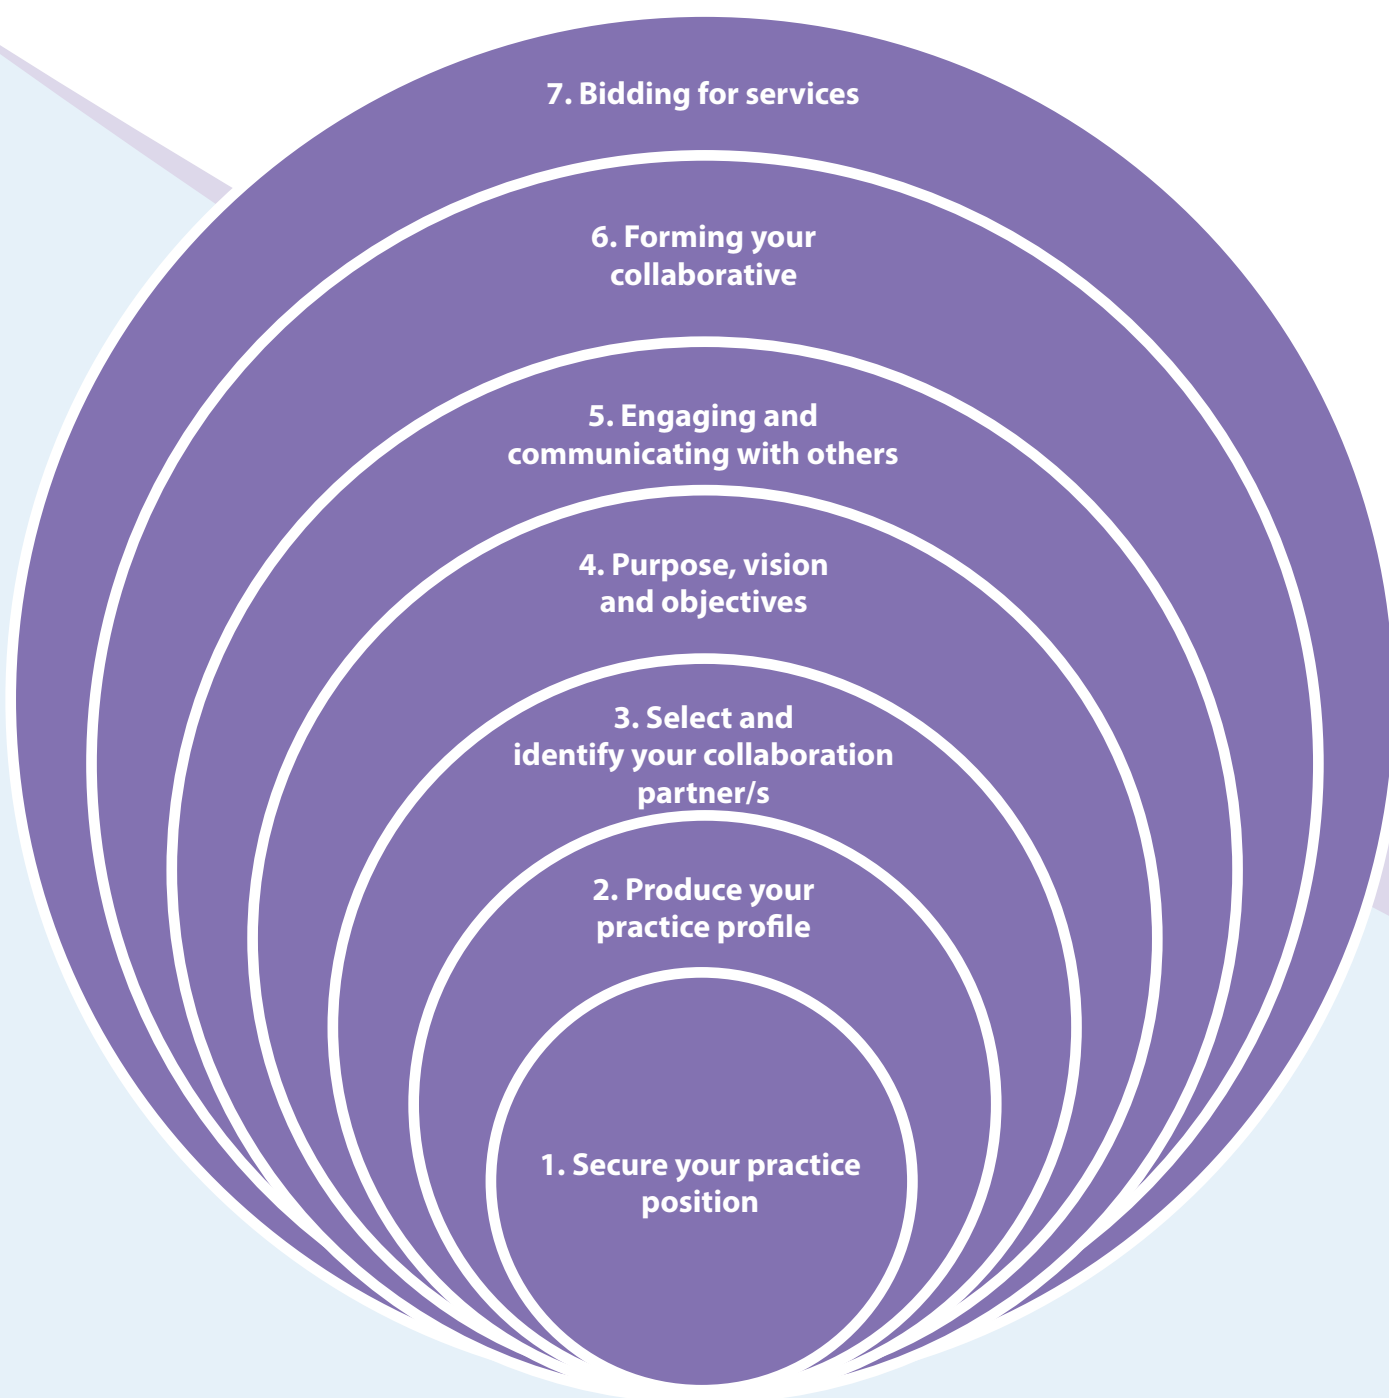 7. Bidding for services
6. Forming your
collaborative
5. Engaging and
communicating with others
4. Purpose, vision
and objectives
3. Select and
identify your collaboration
partner/s
2. Produce your
practice profile
1. Secure your practice
position